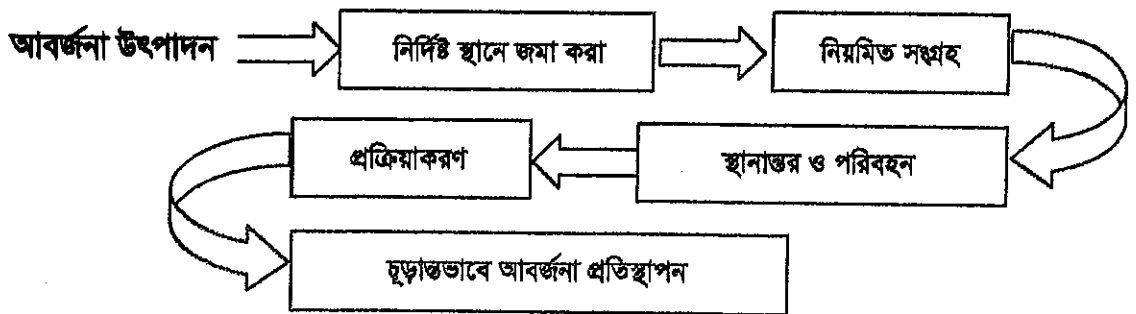 আবর্জনা উৎপাদন
নির্দিষ্ট স্থানে জমা করা
নিয়মিত সংগ্রহ
স্থানান্তর ও পরিবহন
প্রক্রিয়াকরণ
চূড়ান্তভাবে আবর্জনা প্রতিস্থাপন